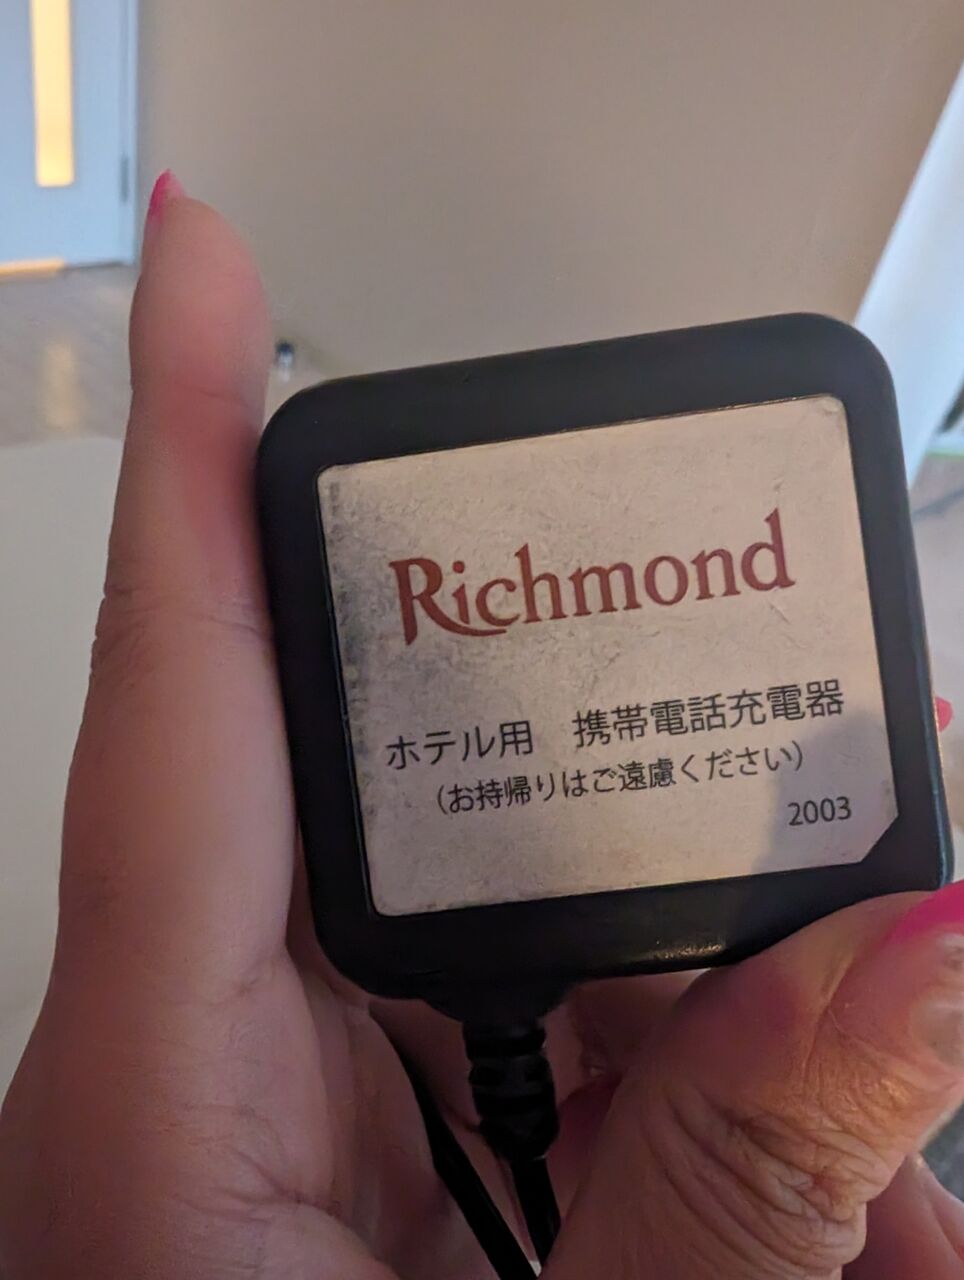 Richmond
ホテル用　携帯電話充電器
（お持帰りはご遠慮ください）
2003